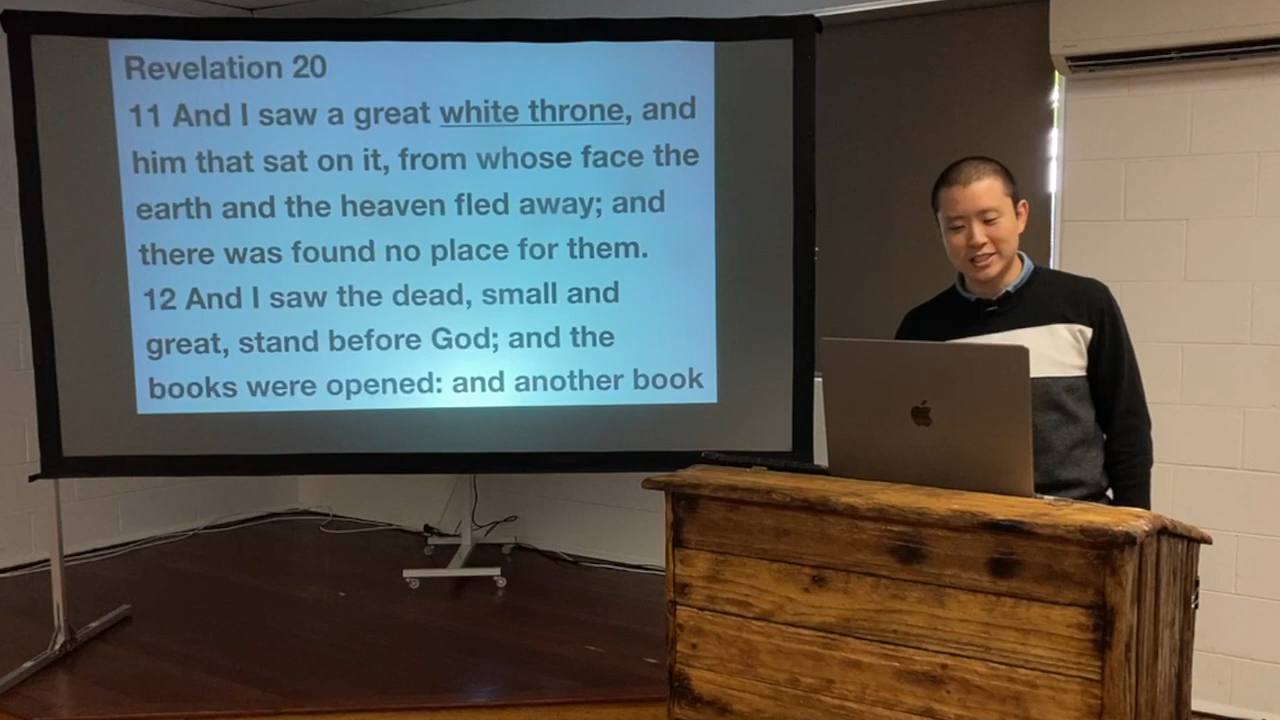 Revelation 20
11 And I saw a great white throne, and
him that sat on it, from whose face the
earth and the heaven fled away; and
there was found no place for them.
12 And I saw the dead, small and
great, stand before God; and the
books were opened: and another book